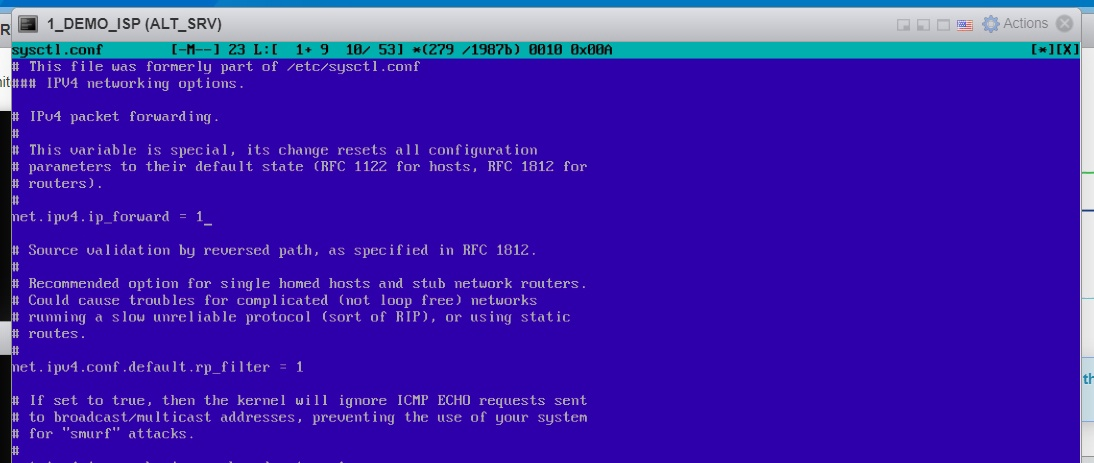 1_DEMO_ISP (ALT_SRV)
Actions
sysctl.conf [-M--] 23 L:[ 1+ 9 10/ 53] *(279 /1987b) 0010 0x00A [*][X]
# This file was formerly part of /etc/sysctl.conf
### IPV4 networking options.
# IPv4 packet forwarding.
#
# This variable is special, its change resets all configuration
# parameters to their default state (RFC 1122 for hosts, RFC 1812 for
# routers).
#
net.ipv4.ip_forward = 1_
# Source validation by reversed path, as specified in RFC 1812.
#
# Recommended option for single homed hosts and stub network routers.
# Could cause troubles for complicated (not loop free) networks
# running a slow unreliable protocol (sort of RIP), or using static
# routes.
#
net.ipv4.conf.default.rp_filter = 1
# If set to true, then the kernel will ignore ICMP ECHO requests sent
# to broadcast/multicast addresses, preventing the use of your system
# for "smurf" attacks.
#